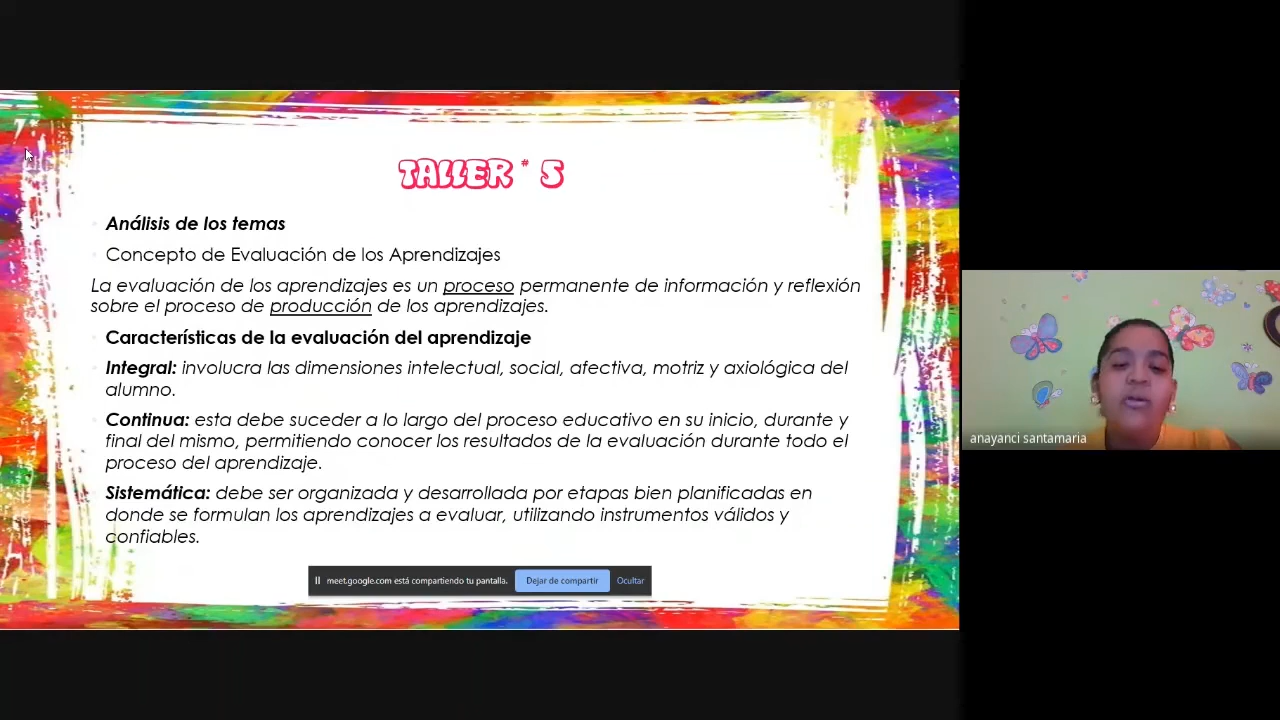 TALLER # 5
Análisis de los temas
Concepto de Evaluación de los Aprendizajes
La evaluación de los aprendizajes es un proceso permanente de información y reflexión
sobre el proceso de producción de los aprendizajes.
Características de la evaluación del aprendizaje
Integral: involucra las dimensiones intelectual, social, afectiva, motriz y axiológica del
alumno.
Continua: esta debe suceder a lo largo del proceso educativo en su inicio, durante y
final del mismo, permitiendo conocer los resultados de la evaluación durante todo el
proceso del aprendizaje.
Sistemática: debe ser organizada y desarrollada por etapas bien planificadas en
donde se formulan los aprendizajes a evaluar, utilizando instrumentos válidos y
confiables.
meet.google.com está compartiendo tu pantalla. Dejar de compartir Ocultar
anayanci santamaria